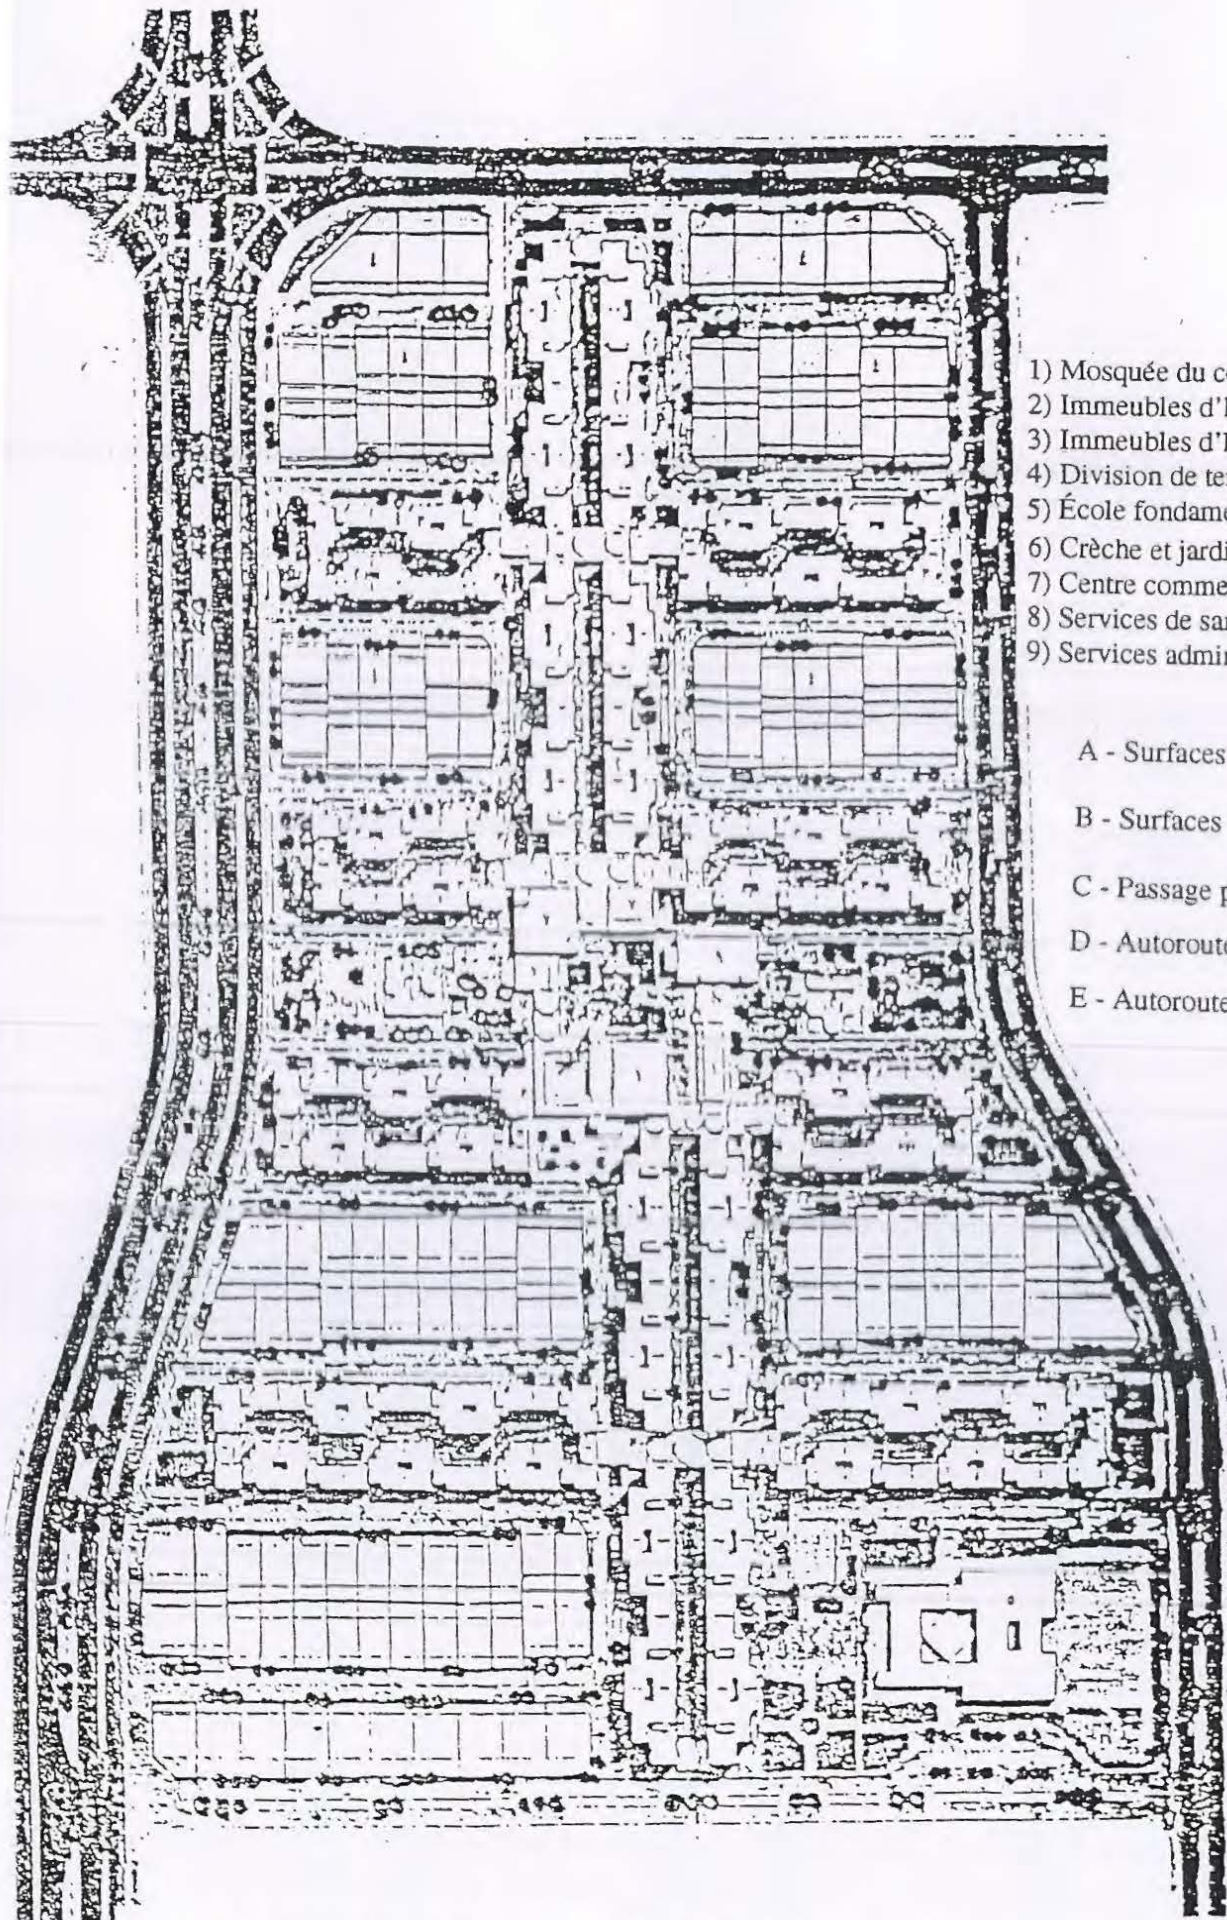 1) Mosquée du c
2) Immeubles d'
3) Immeubles d'
4) Division de te
5) École fondame
6) Crèche et jardi
7) Centre comme
8) Services de sa
9) Services admi
A - Surfaces
B - Surfaces
C - Passage p
D - Autoroute
E - Autoroute